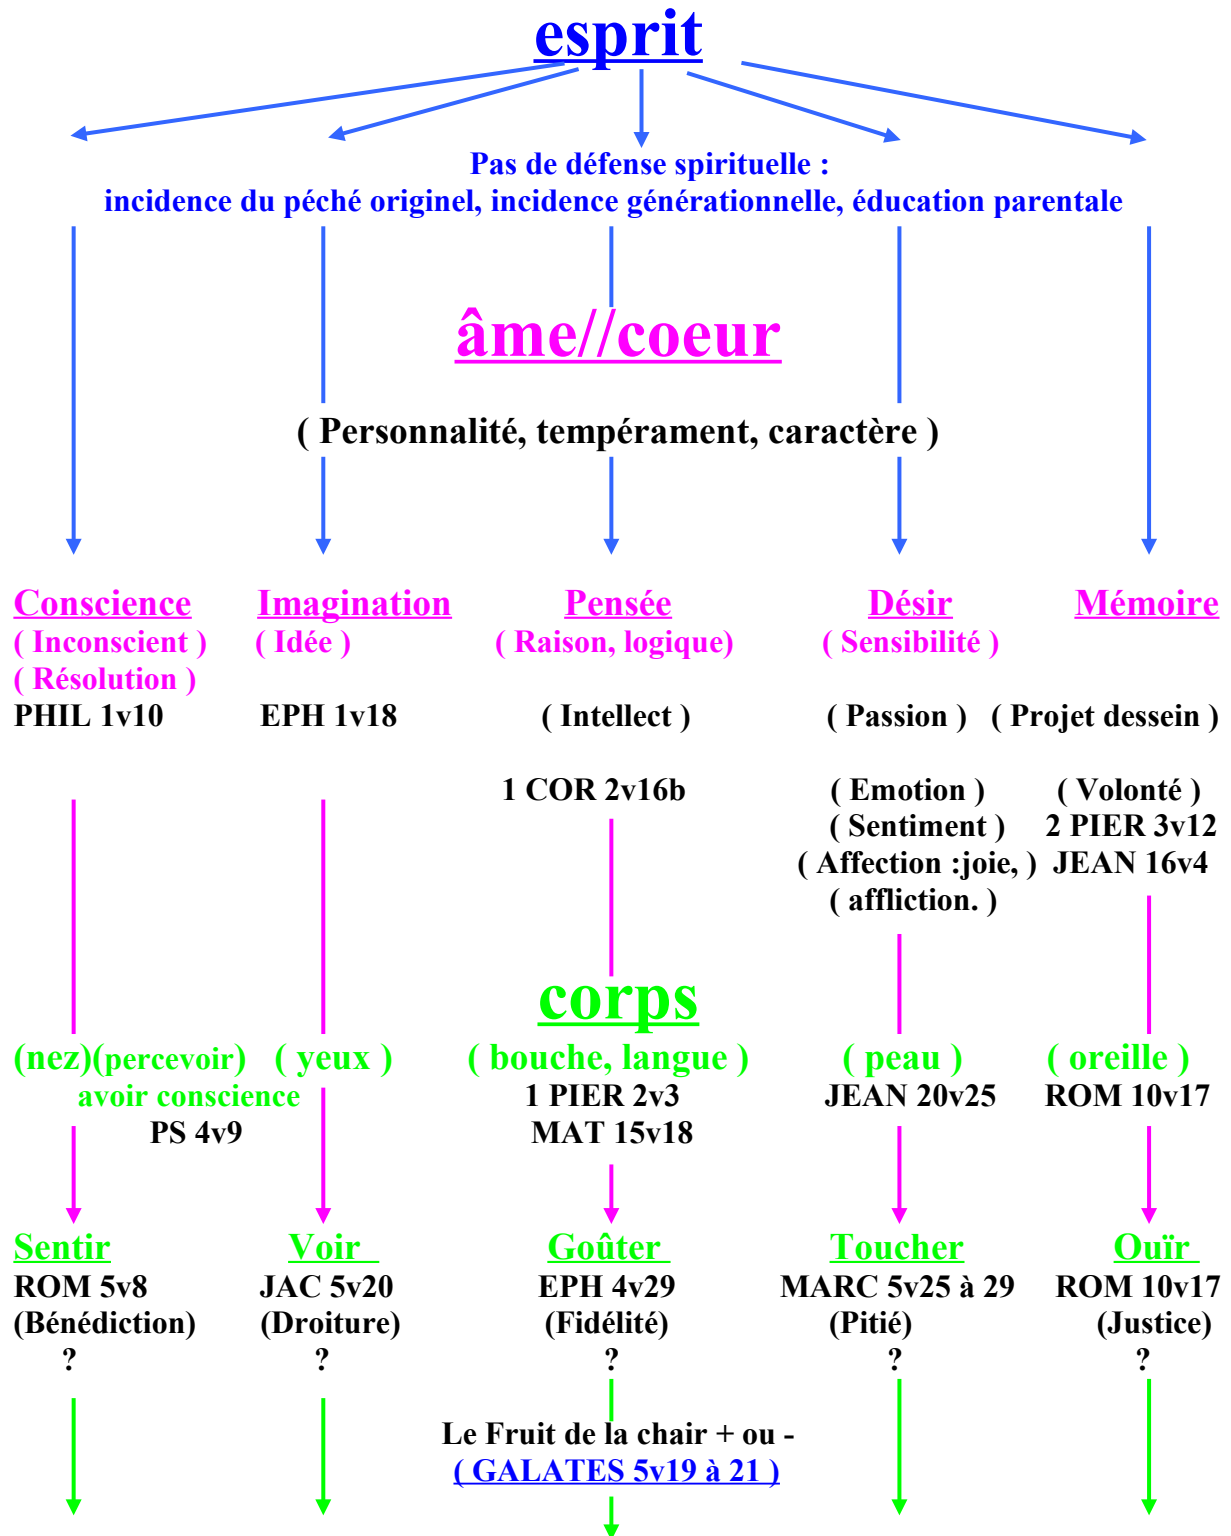 esprit
Pas de défense spirituelle :
incidence du péché originel, incidence générationnelle, éducation parentale
âme//coeur
( Personnalité, tempérament, caractère )
Conscience Imagination Pensée Désir Mémoire
( Inconscient ) ( Idée ) ( Raison, logique) ( Sensibilité )
( Résolution )
PHIL 1v10 EPH 1v18 ( Intellect ) ( Passion ) ( Projet dessein )
1 COR 2v16b ( Emotion ) ( Volonté )
( Sentiment ) 2 PIER 3v12
( Affection :joie, ) JEAN 16v4
( affliction. )
corps
(nez)(percevoir) ( yeux ) ( bouche, langue ) ( peau ) ( oreille )
avoir conscience 1 PIER 2v3 JEAN 20v25 ROM 10v17
PS 4v9 MAT 15v18
Sentir Voir Goûter Toucher Ouïr
ROM 5v8 JAC 5v20 EPH 4v29 MARC 5v25 à 29 ROM 10v17
(Bénédiction) (Droiture) (Fidélité) (Pitié) (Justice)
? ? ? ? ?
Le Fruit de la chair + ou -
( GALATES 5v19 à 21 )